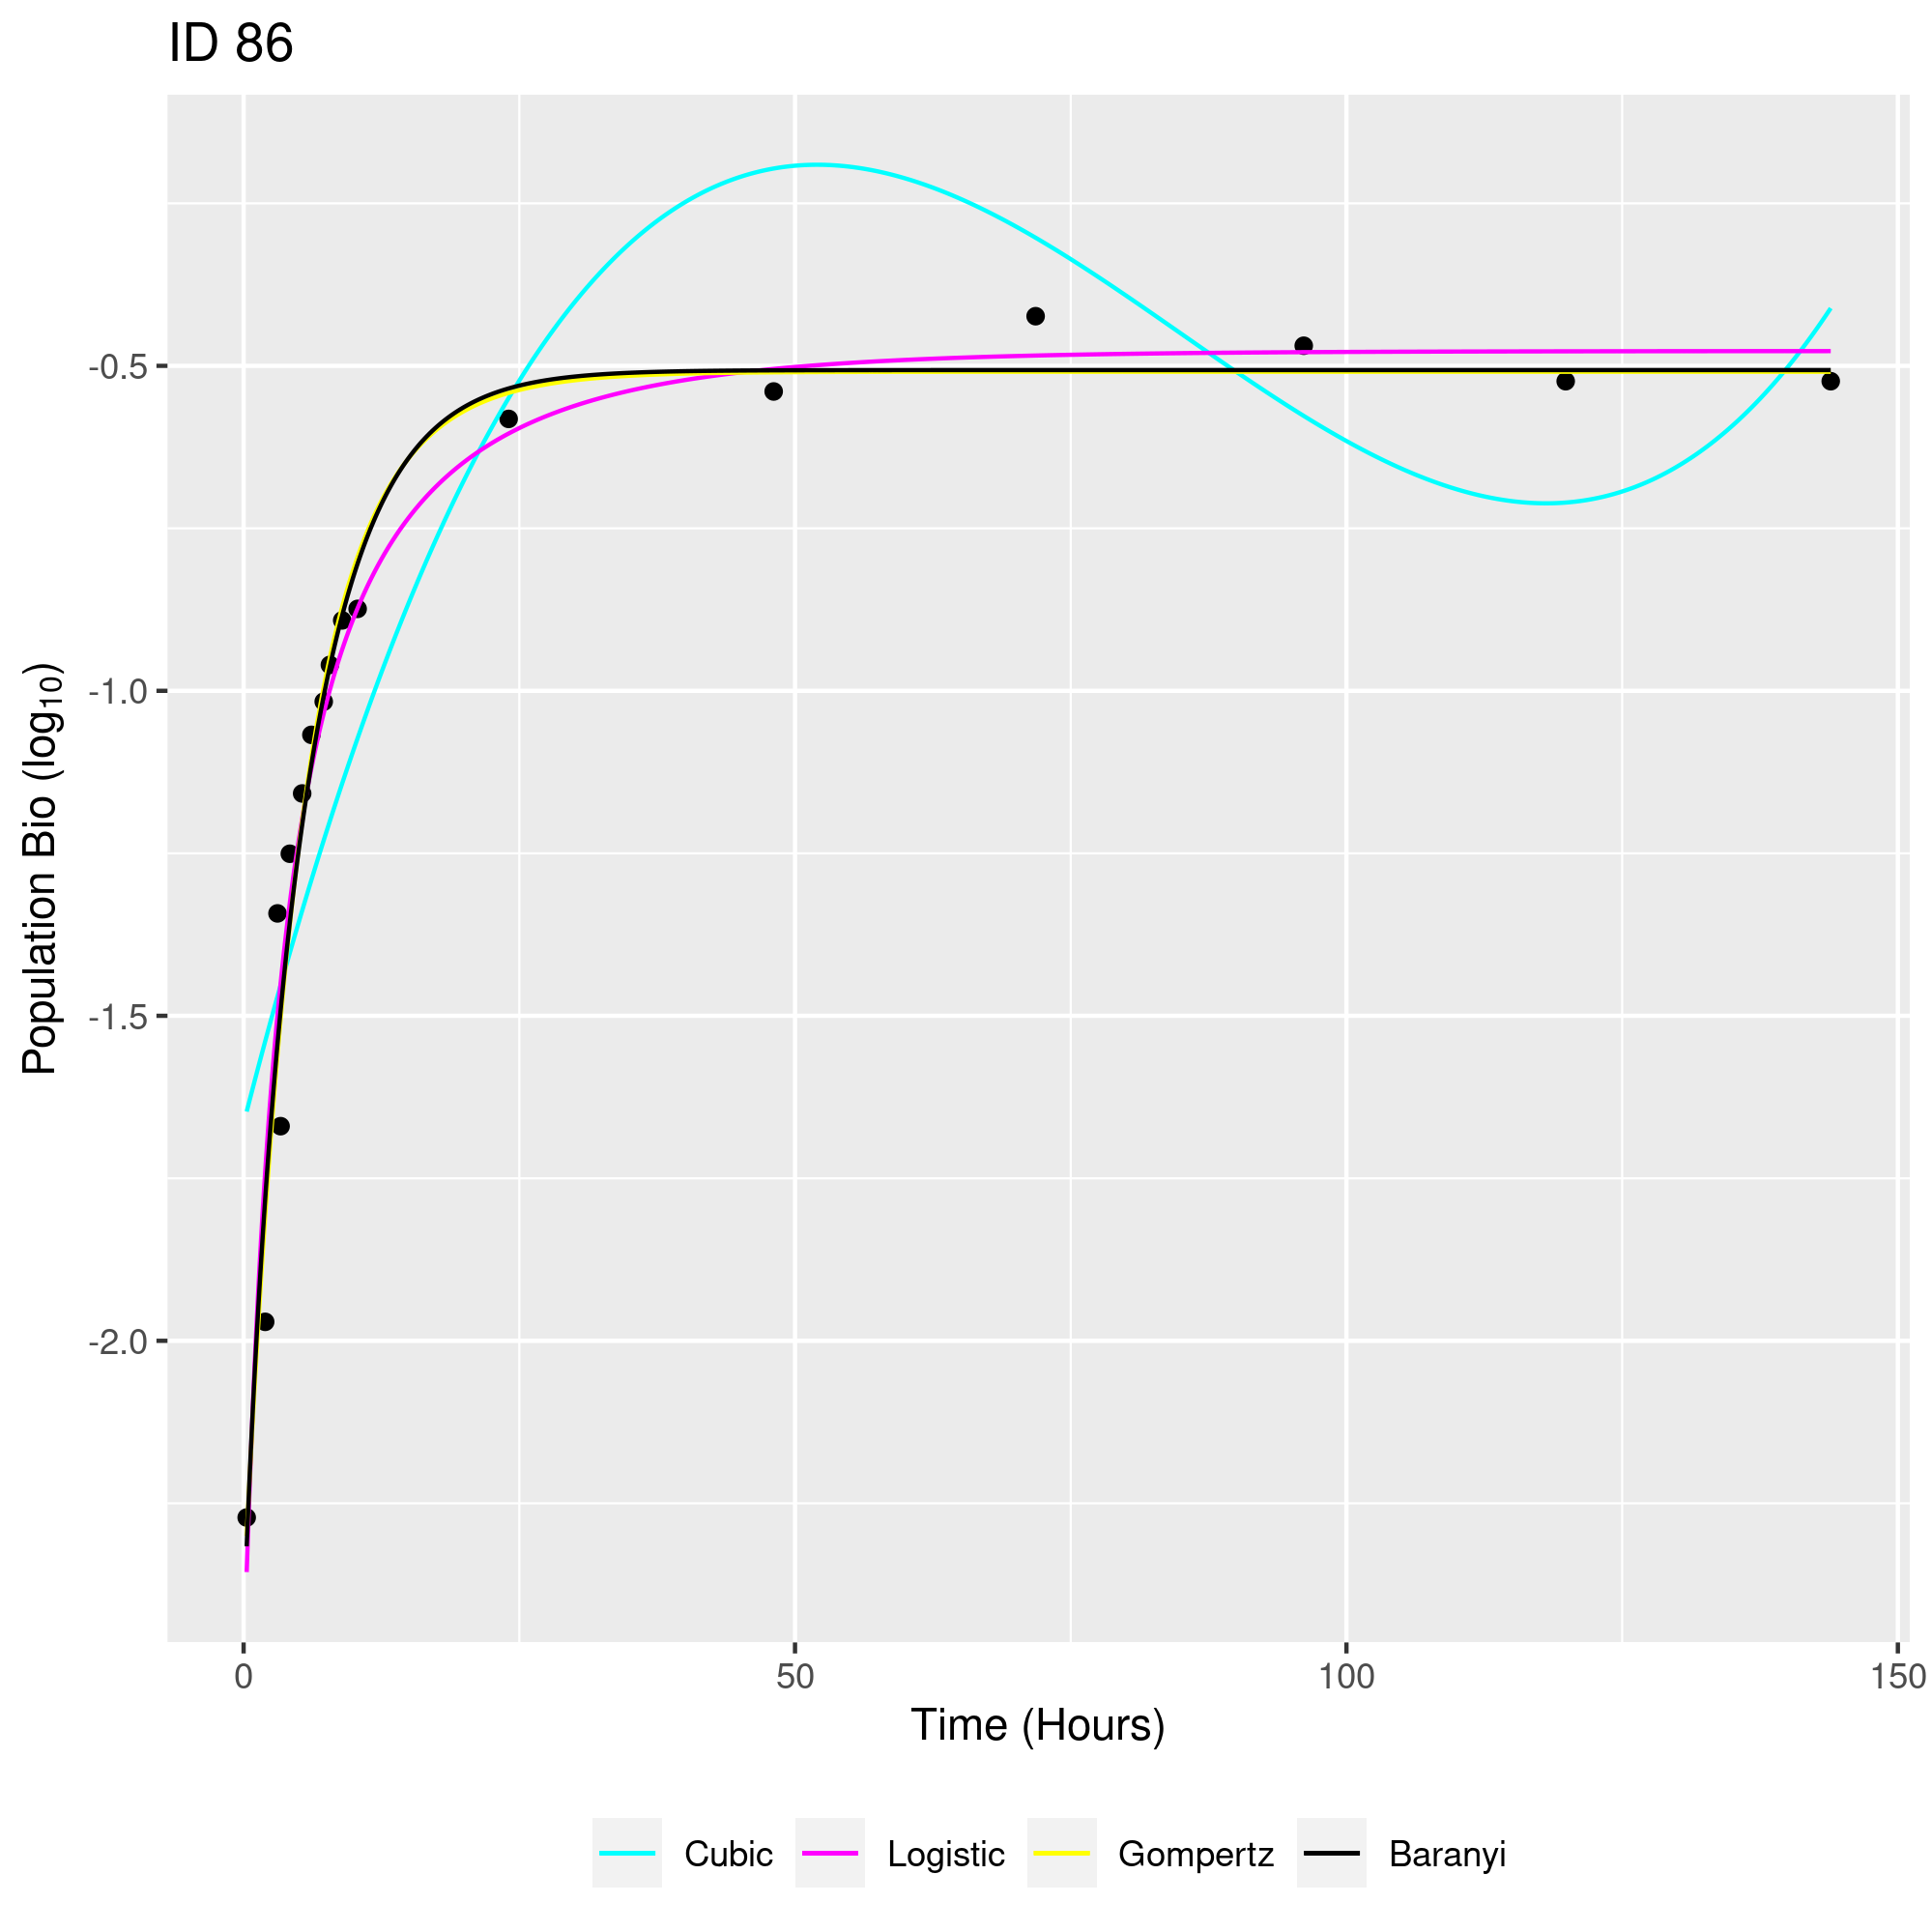 ID 86
Population Bio (log₁₀)
-0.5
-1.0
-1.5
-2.0
0 50 100 150
Time (Hours)
Cubic Logistic Gompertz Baranyi